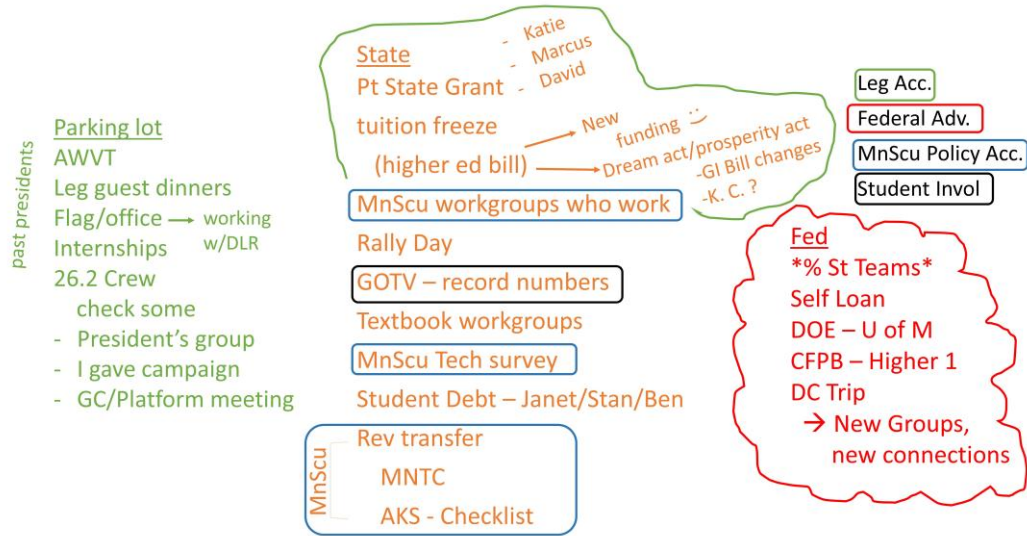 past presidents
Parking lot
AWVT
Leg guest dinners
Flag/office → working
w/DLR
Internships
26.2 Crew
check some
- President's group
- I gave campaign
- GC/Platform meeting
State
- Katie
- Marcus
- David
Pt State Grant
tuition freeze
(higher ed bill)
New
funding :)
Dream act/prosperity act
-GI Bill changes
-K. C. ?
MnScu workgroups who work
Rally Day
GOTV – record numbers
Textbook workgroups
MnScu Tech survey
Student Debt – Janet/Stan/Ben
MnScu
Rev transfer
MNTC
AKS - Checklist
Leg Acc.
Federal Adv.
MnScu Policy Acc.
Student Invol
Fed
*% St Teams*
Self Loan
DOE – U of M
CFPB – Higher 1
DC Trip
→ New Groups,
new connections